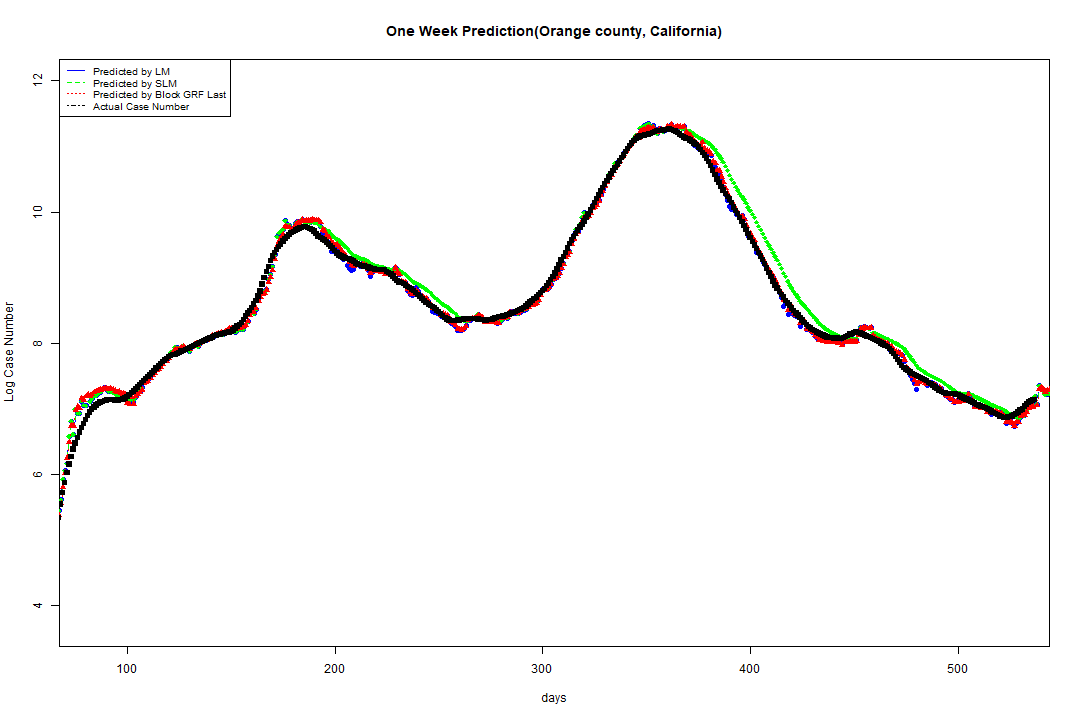 One Week Prediction(Orange county, California)
Predicted by LM
Predicted by SLM
Predicted by Block GRF Last
Actual Case Number
12
10
8
6
4
Log Case Number
100 200 300 400 500
days